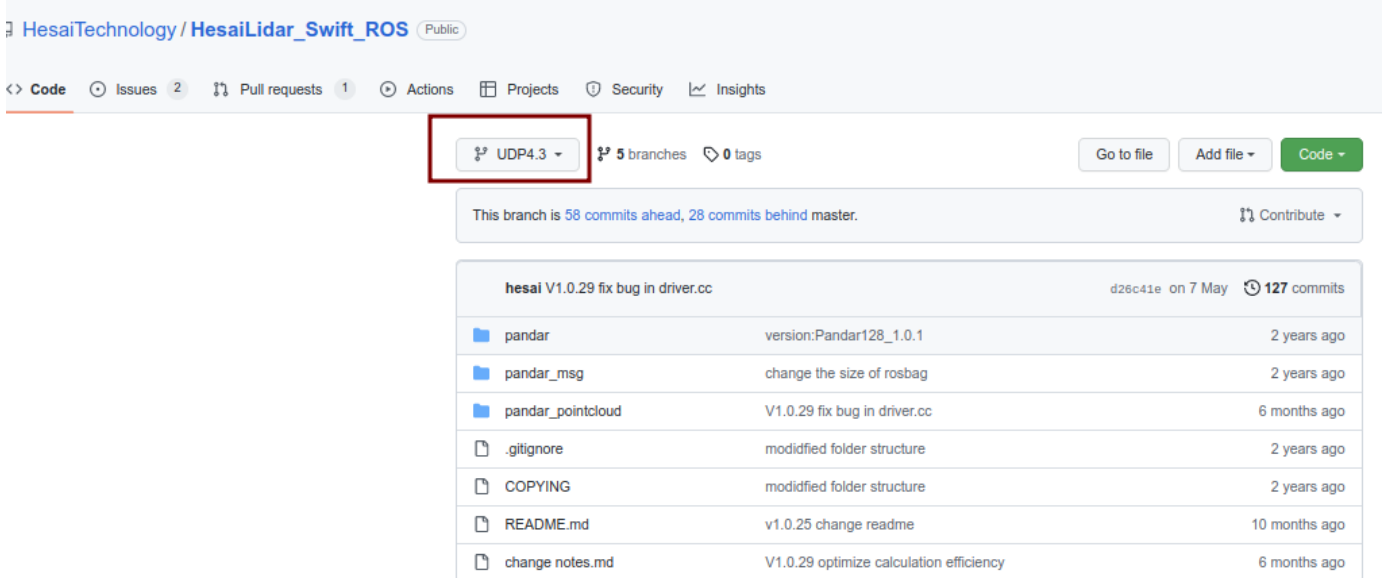 HesaiTechnology / HesaiLidar_Swift_ROS Public
Code Issues 2 Pull requests 1 Actions Projects Security Insights
UDP4.3 5 branches 0 tags Go to file Add file Code
This branch is 58 commits ahead, 28 commits behind master. Contribute
hesai V1.0.29 fix bug in driver.cc d26c41e on 7 May 127 commits
pandar version:Pandar128_1.0.1 2 years ago
pandar_msg change the size of rosbag 2 years ago
pandar_pointcloud V1.0.29 fix bug in driver.cc 6 months ago
.gitignore modidfied folder structure 2 years ago
COPYING modidfied folder structure 2 years ago
README.md v1.0.25 change readme 10 months ago
change notes.md V1.0.29 optimize calculation efficiency 6 months ago